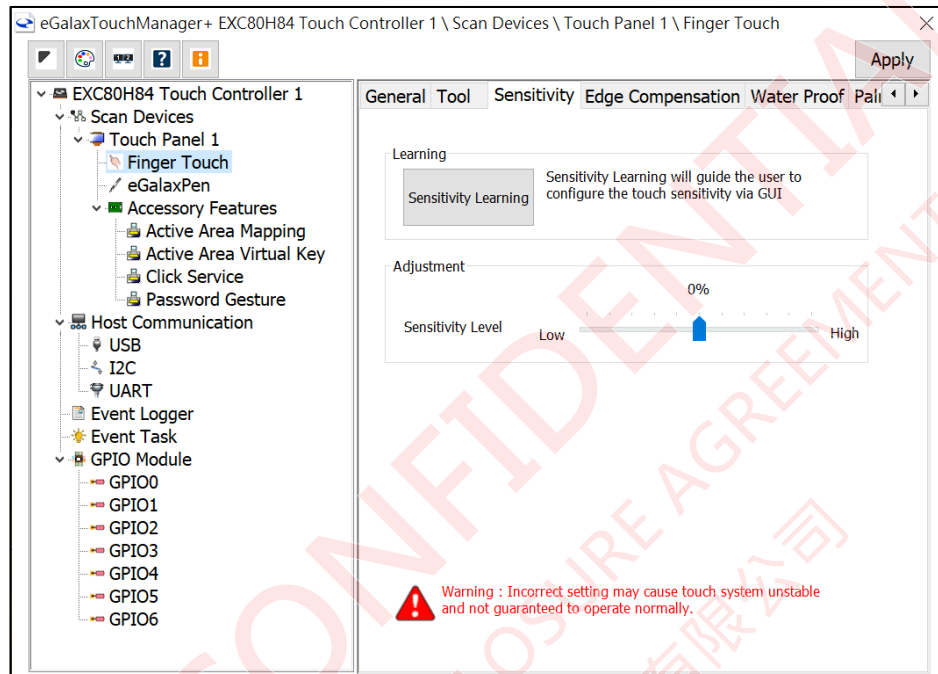 eGalaxTouchManager+ EXC80H84 Touch Controller 1 \ Scan Devices \ Touch Panel 1 \ Finger Touch
Apply
EXC80H84 Touch Controller 1
Scan Devices
Touch Panel 1
Finger Touch
eGalaxPen
Accessory Features
Active Area Mapping
Active Area Virtual Key
Click Service
Password Gesture
Host Communication
USB
I2C
UART
Event Logger
Event Task
GPIO Module
GPIO0
GPIO1
GPIO2
GPIO3
GPIO4
GPIO5
GPIO6
General Tool Sensitivity Edge Compensation Water Proof
Learning
Sensitivity Learning
Sensitivity Learning will guide the user to
configure the touch sensitivity via GUI
Adjustment
0%
Sensitivity Level Low High
Warning : Incorrect setting may cause touch system unstable
and not guaranteed to operate normally.
CONFIDENTIAL
OSURE AGREEMENT
有限公司